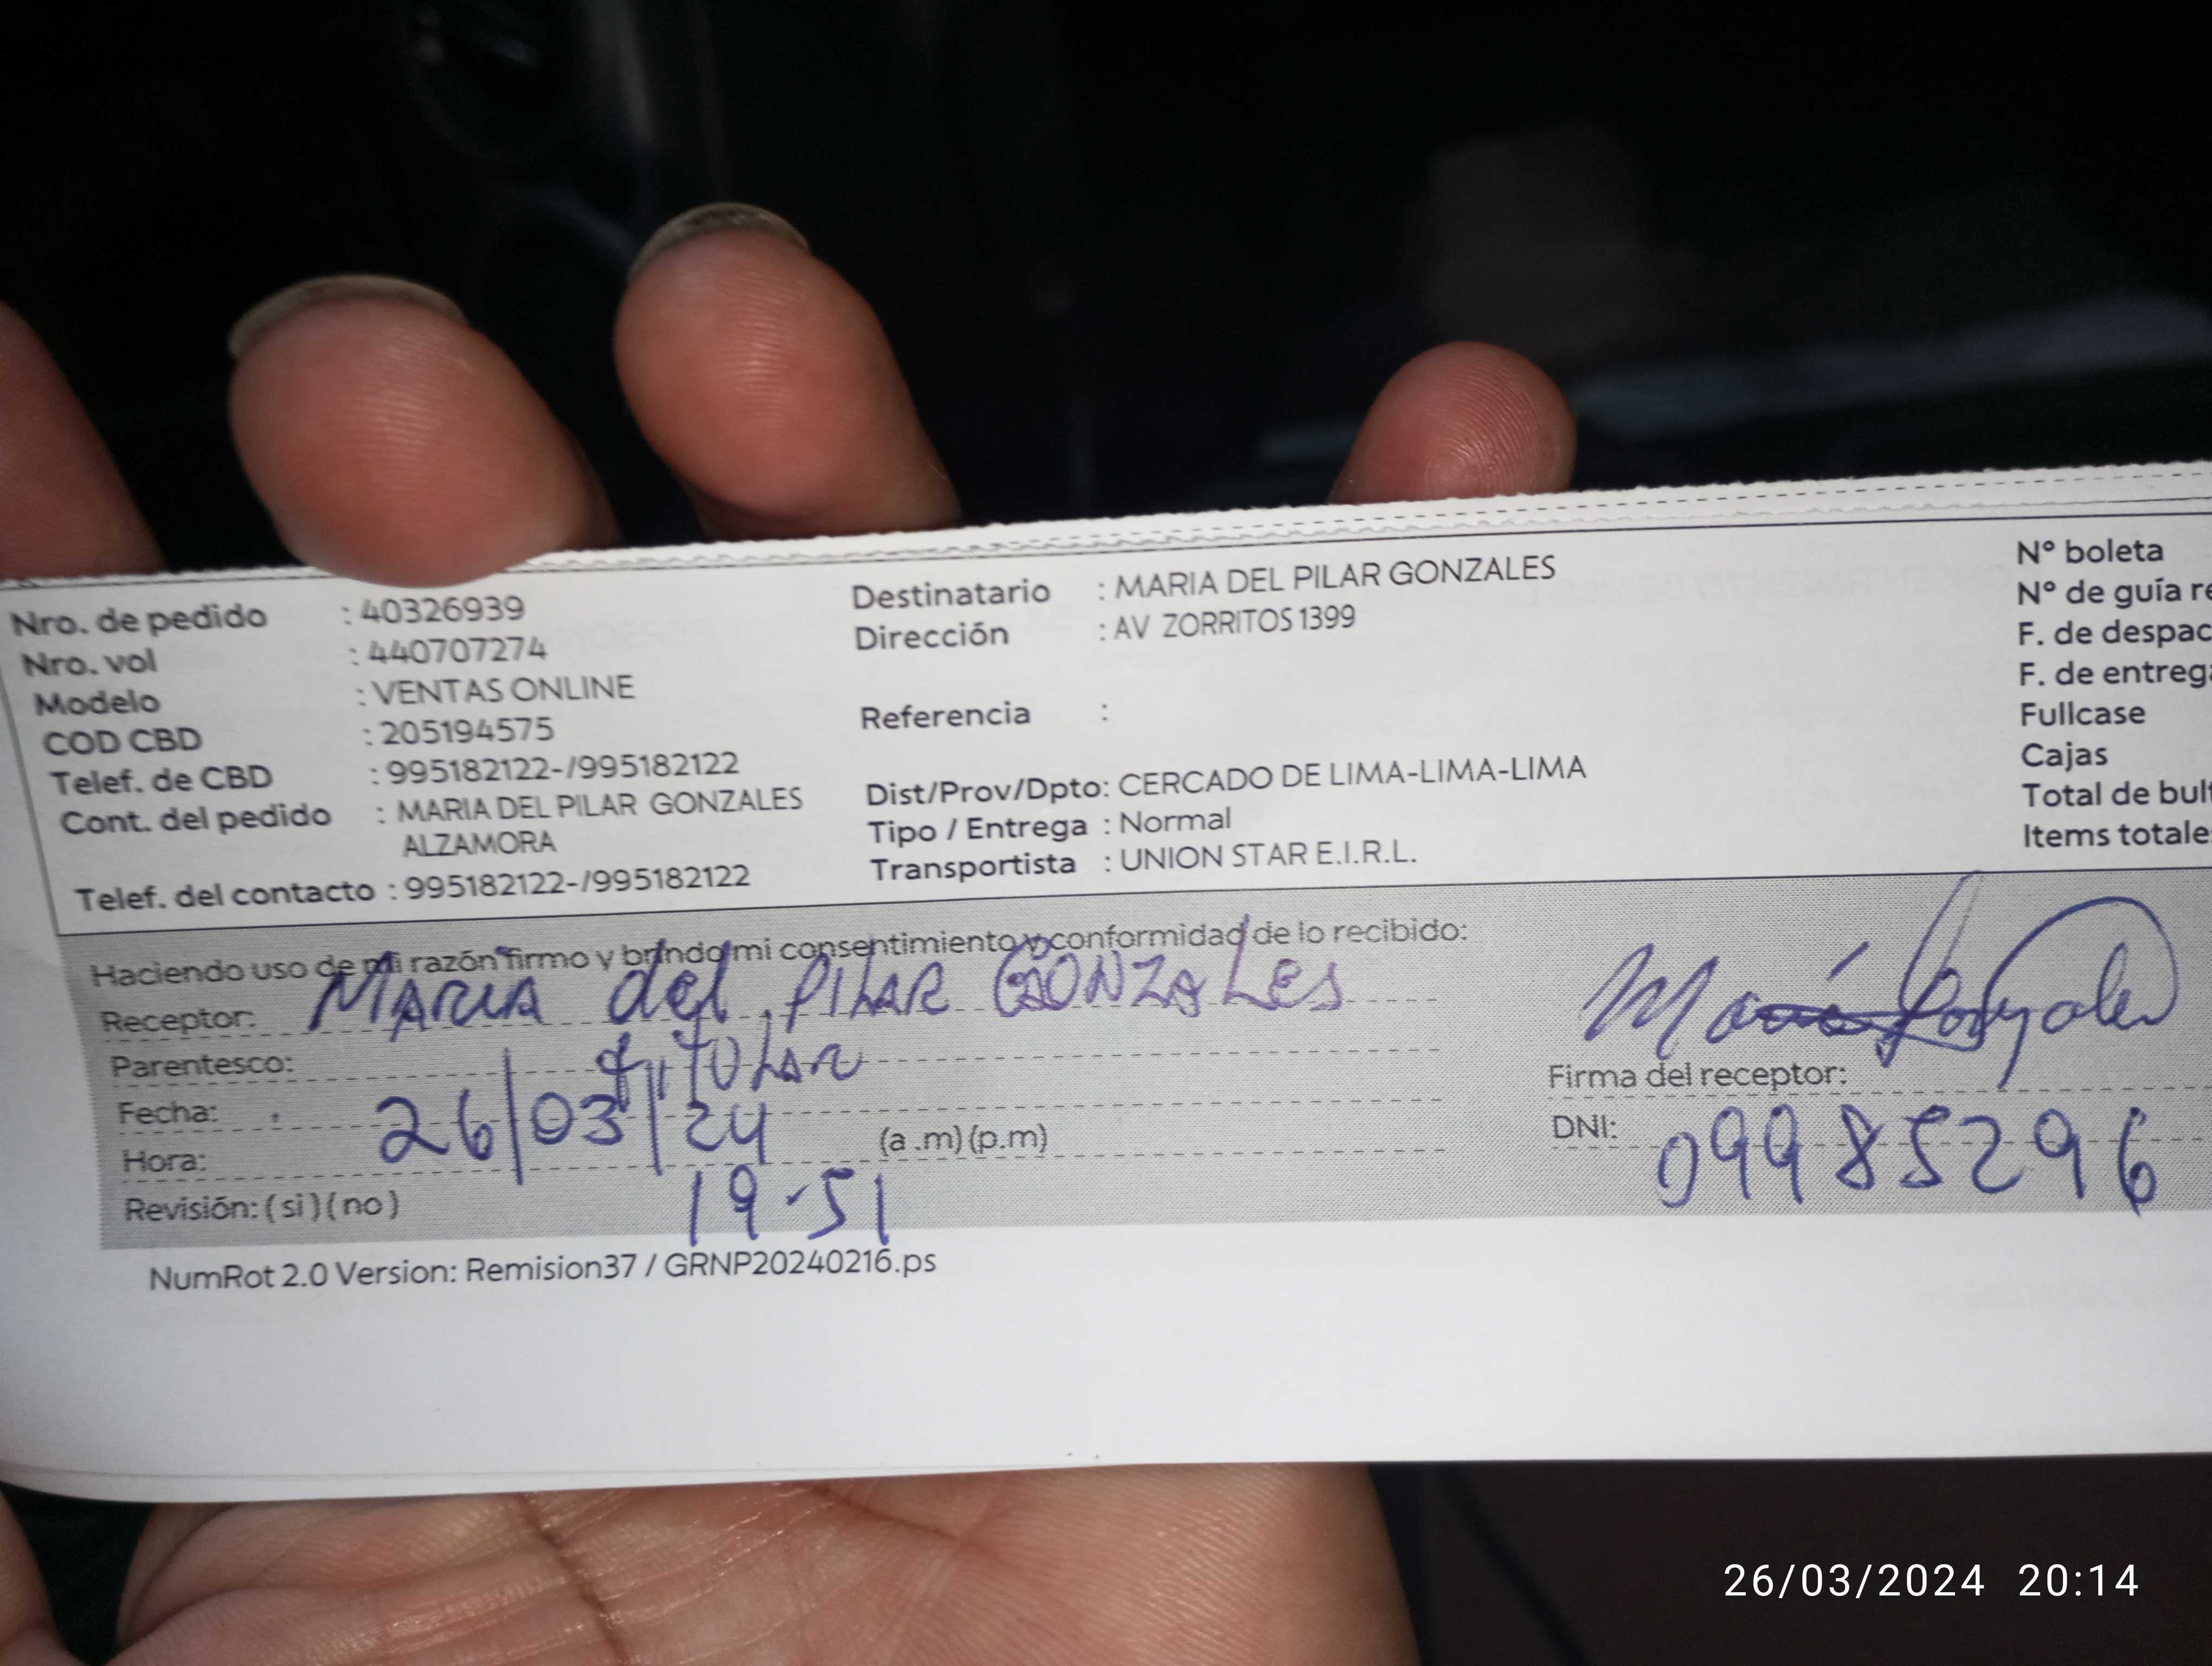 Nro. de pedido : 40326939
Nro. vol : 440707274
Modelo : VENTAS ONLINE
COD CBD : 205194575
Telef. de CBD : 995182122-/995182122
Cont. del pedido : MARIA DEL PILAR GONZALES
ALZAMORA
Telef. del contacto : 995182122-/995182122
Destinatario : MARIA DEL PILAR GONZALES
Dirección : AV ZORRITOS 1399
Referencia :
Dist/Prov/Dpto: CERCADO DE LIMA-LIMA-LIMA
Tipo / Entrega : Normal
Transportista : UNION STAR E.I.R.L.
N° boleta
N° de guía re
F. de despac
F. de entrega
Fullcase
Cajas
Total de bult
Items totale
Haciendo uso de mi razón firmo y brindo mi consentimiento y conformidad de lo recibido:
Receptor: MARIA del PILAR GONZALES
Parentesco: TITULAR
Fecha: 26/03/24
Hora: 19-51 (a .m) (p.m)
Revisión: ( si ) ( no )
Maria Gonzales
Firma del receptor:
DNI: 09985296
NumRot 2.0 Version: Remision37 / GRNP20240216.ps
26/03/2024 20:14